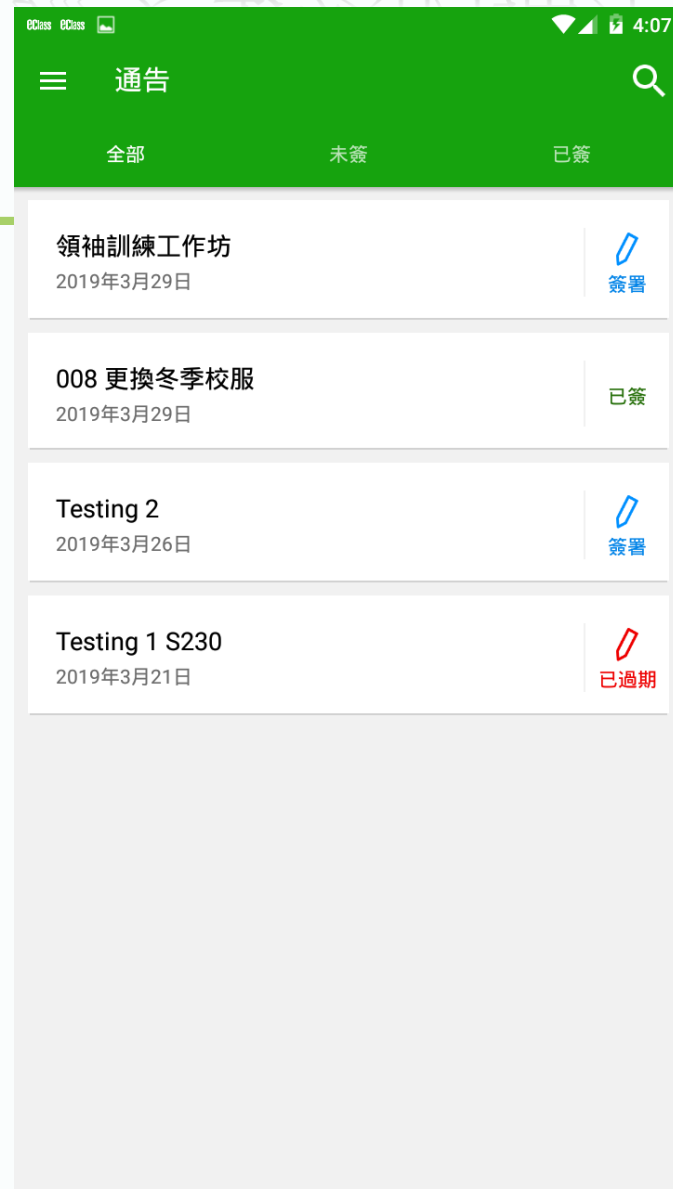 eClass eClass 4:07
通告
全部 未簽 已簽
領袖訓練工作坊
2019年3月29日
簽署
008 更換冬季校服
2019年3月29日
已簽
Testing 2
2019年3月26日
簽署
Testing 1 S230
2019年3月21日
已過期